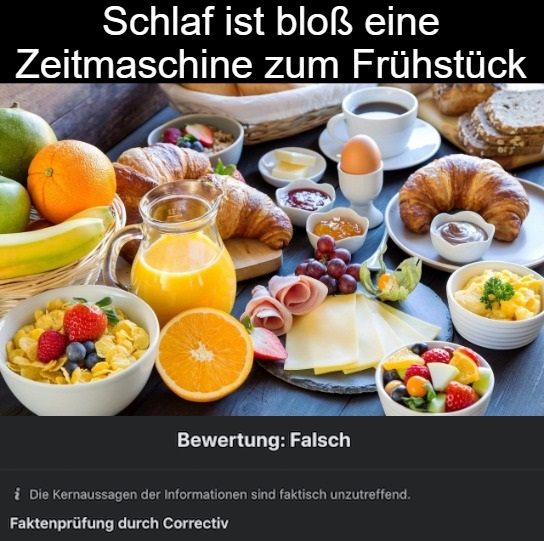 Schlaf ist bloß eine
Zeitmaschine zum Frühstück
Bewertung: Falsch
i Die Kernaussagen der Informationen sind faktisch unzutreffend.
Faktenprüfung durch Correctiv